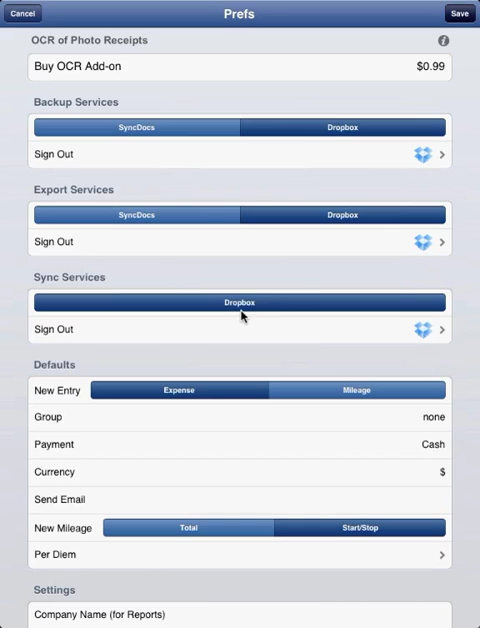 Cancel Prefs Save
OCR of Photo Receipts
Buy OCR Add-on $0.99
Backup Services
SyncDocs Dropbox
Sign Out
Export Services
SyncDocs Dropbox
Sign Out
Sync Services
Dropbox
Sign Out
Defaults
New Entry Expense Mileage
Group none
Payment Cash
Currency $
Send Email
New Mileage Total Start/Stop
Per Diem
Settings
Company Name (for Reports)